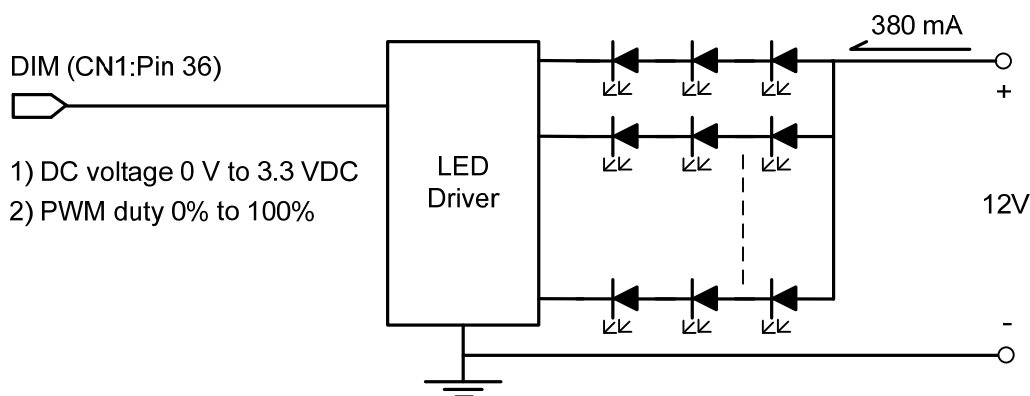 380 mA
DIM (CN1:Pin 36)
+
1) DC voltage 0 V to 3.3 VDC
2) PWM duty 0% to 100%
LED
Driver
12V
-